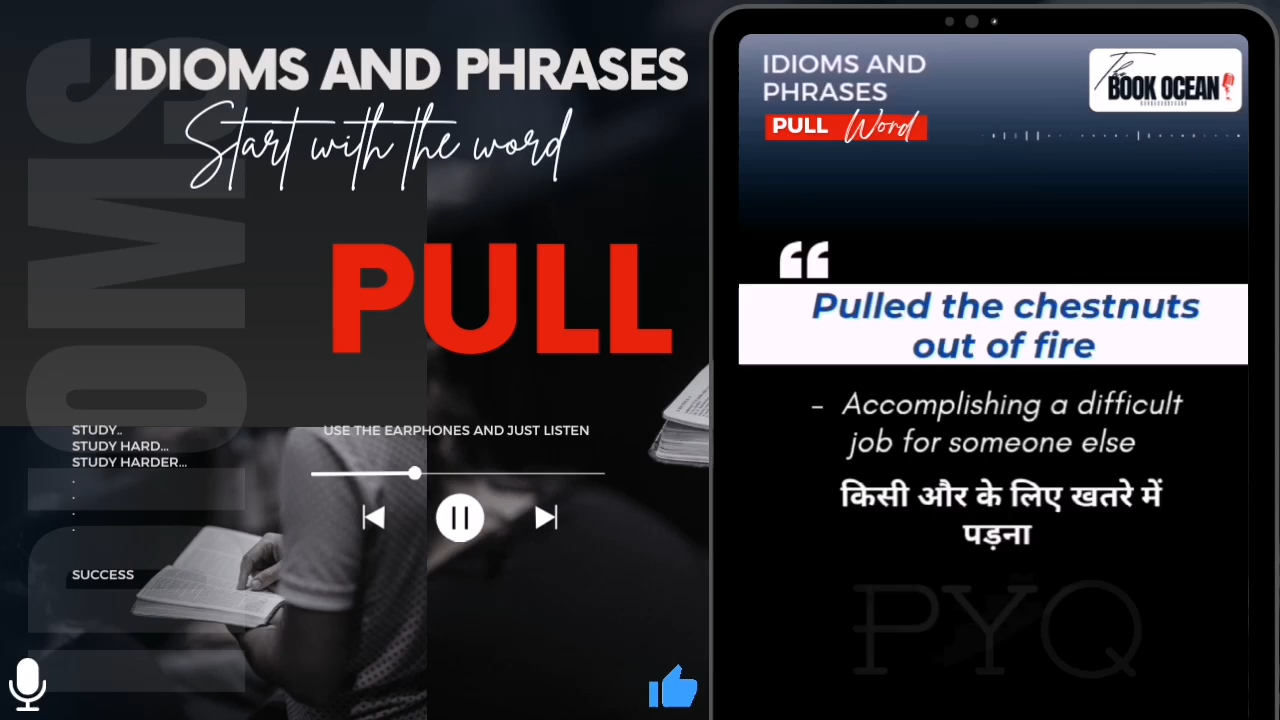 IDIOMS
IDIOMS AND PHRASES
Start with the word
PULL
STUDY..
STUDY HARD...
STUDY HARDER...
.
.
.
.
SUCCESS
USE THE EARPHONES AND JUST LISTEN
IDIOMS AND
PHRASES
PULL Word
The
BOOK OCEAN
“
Pulled the chestnuts
out of fire
- Accomplishing a difficult
job for someone else
किसी और के लिए खतरे में
पड़ना
PYQ